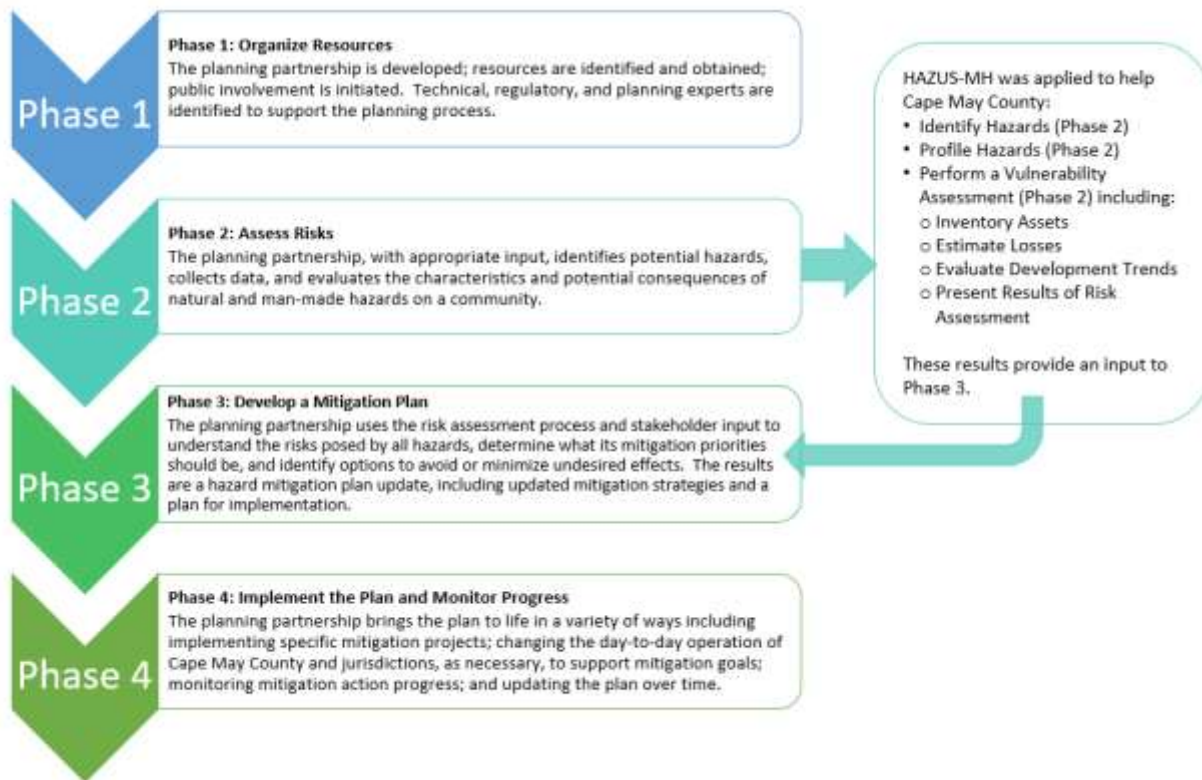 Phase 1
Phase 1: Organize Resources
The planning partnership is developed; resources are identified and obtained;
public involvement is initiated.  Technical, regulatory, and planning experts are
identified to support the planning process.
Phase 2
Phase 2: Assess Risks
The planning partnership, with appropriate input, identifies potential hazards,
collects data, and evaluates the characteristics and potential consequences of
natural and man-made hazards on a community.
HAZUS-MH was applied to help
Cape May County:
• Identify Hazards (Phase 2)
• Profile Hazards (Phase 2)
• Perform a Vulnerability
Assessment (Phase 2) including:
o Inventory Assets
o Estimate Losses
o Evaluate Development Trends
o Present Results of Risk
Assessment
These results provide an input to
Phase 3.
Phase 3
Phase 3: Develop a Mitigation Plan
The planning partnership uses the risk assessment process and stakeholder input to
understand the risks posed by all hazards, determine what its mitigation priorities
should be, and identify options to avoid or minimize undesired effects.  The results
are a hazard mitigation plan update, including updated mitigation strategies and a
plan for implementation.
Phase 4
Phase 4: Implement the Plan and Monitor Progress
The planning partnership brings the plan to life in a variety of ways including
implementing specific mitigation projects; changing the day-to-day operation of
Cape May County and jurisdictions, as necessary, to support mitigation goals;
monitoring mitigation action progress; and updating the plan over time.